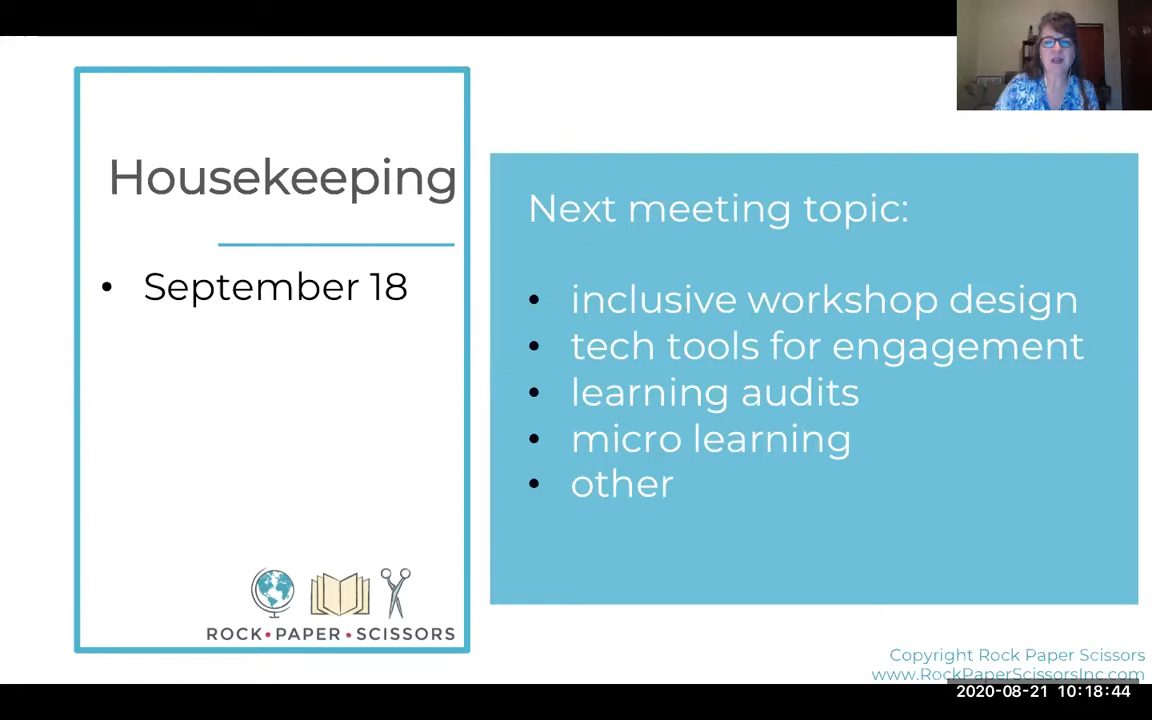 Housekeeping
• September 18
ROCK•PAPER•SCISSORS
Next meeting topic:
• inclusive workshop design
• tech tools for engagement
• learning audits
• micro learning
• other
Copyright Rock Paper Scissors
www.RockPaperScissorsInc.com
2020-08-21 10:18:44